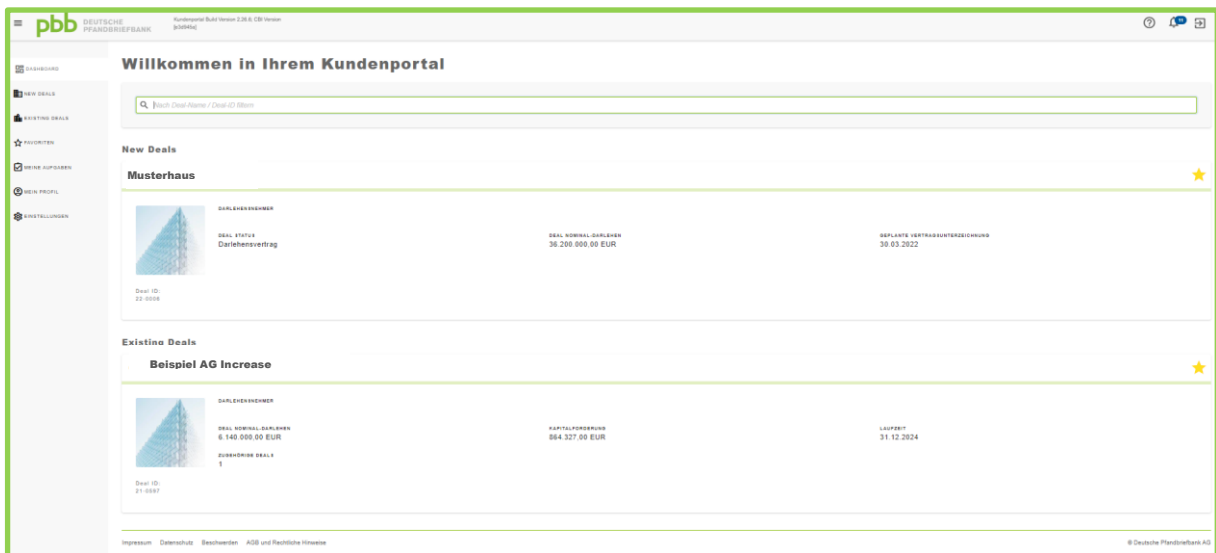 pbb DEUTSCHE PFANDBRIEFBANK
Kundenportal Build Version 2.26.6; CBI Version
DASHBOARD
NEW DEALS
EXISTING DEALS
FAVORITEN
MEINE AUFGABEN
MEIN PROFIL
EINSTELLUNGEN
Willkommen in Ihrem Kundenportal
Nach Deal-Name / Deal-ID filtern
New Deals
Musterhaus
DARLEHENSNEHMER
DEAL STATUS DEAL NOMINAL-DARLEHEN GEPLANTE VERTRAGSUNTERZEICHNUNG
Darlehensvertrag 36.200.000,00 EUR 30.03.2022
Deal ID:
22-0008
Existing Deals
Beispiel AG Increase
DARLEHENSNEHMER
DEAL NOMINAL-DARLEHEN KAPITALFORDERUNG LAUFZEIT
6.140.000,00 EUR 864.327,00 EUR 31.12.2024
ZUGEHÖRIGE DEALS
1
Deal ID:
21-0087
Impressum Datenschutz Beschwerden AGB und Rechtliche Hinweise © Deutsche Pfandbriefbank AG